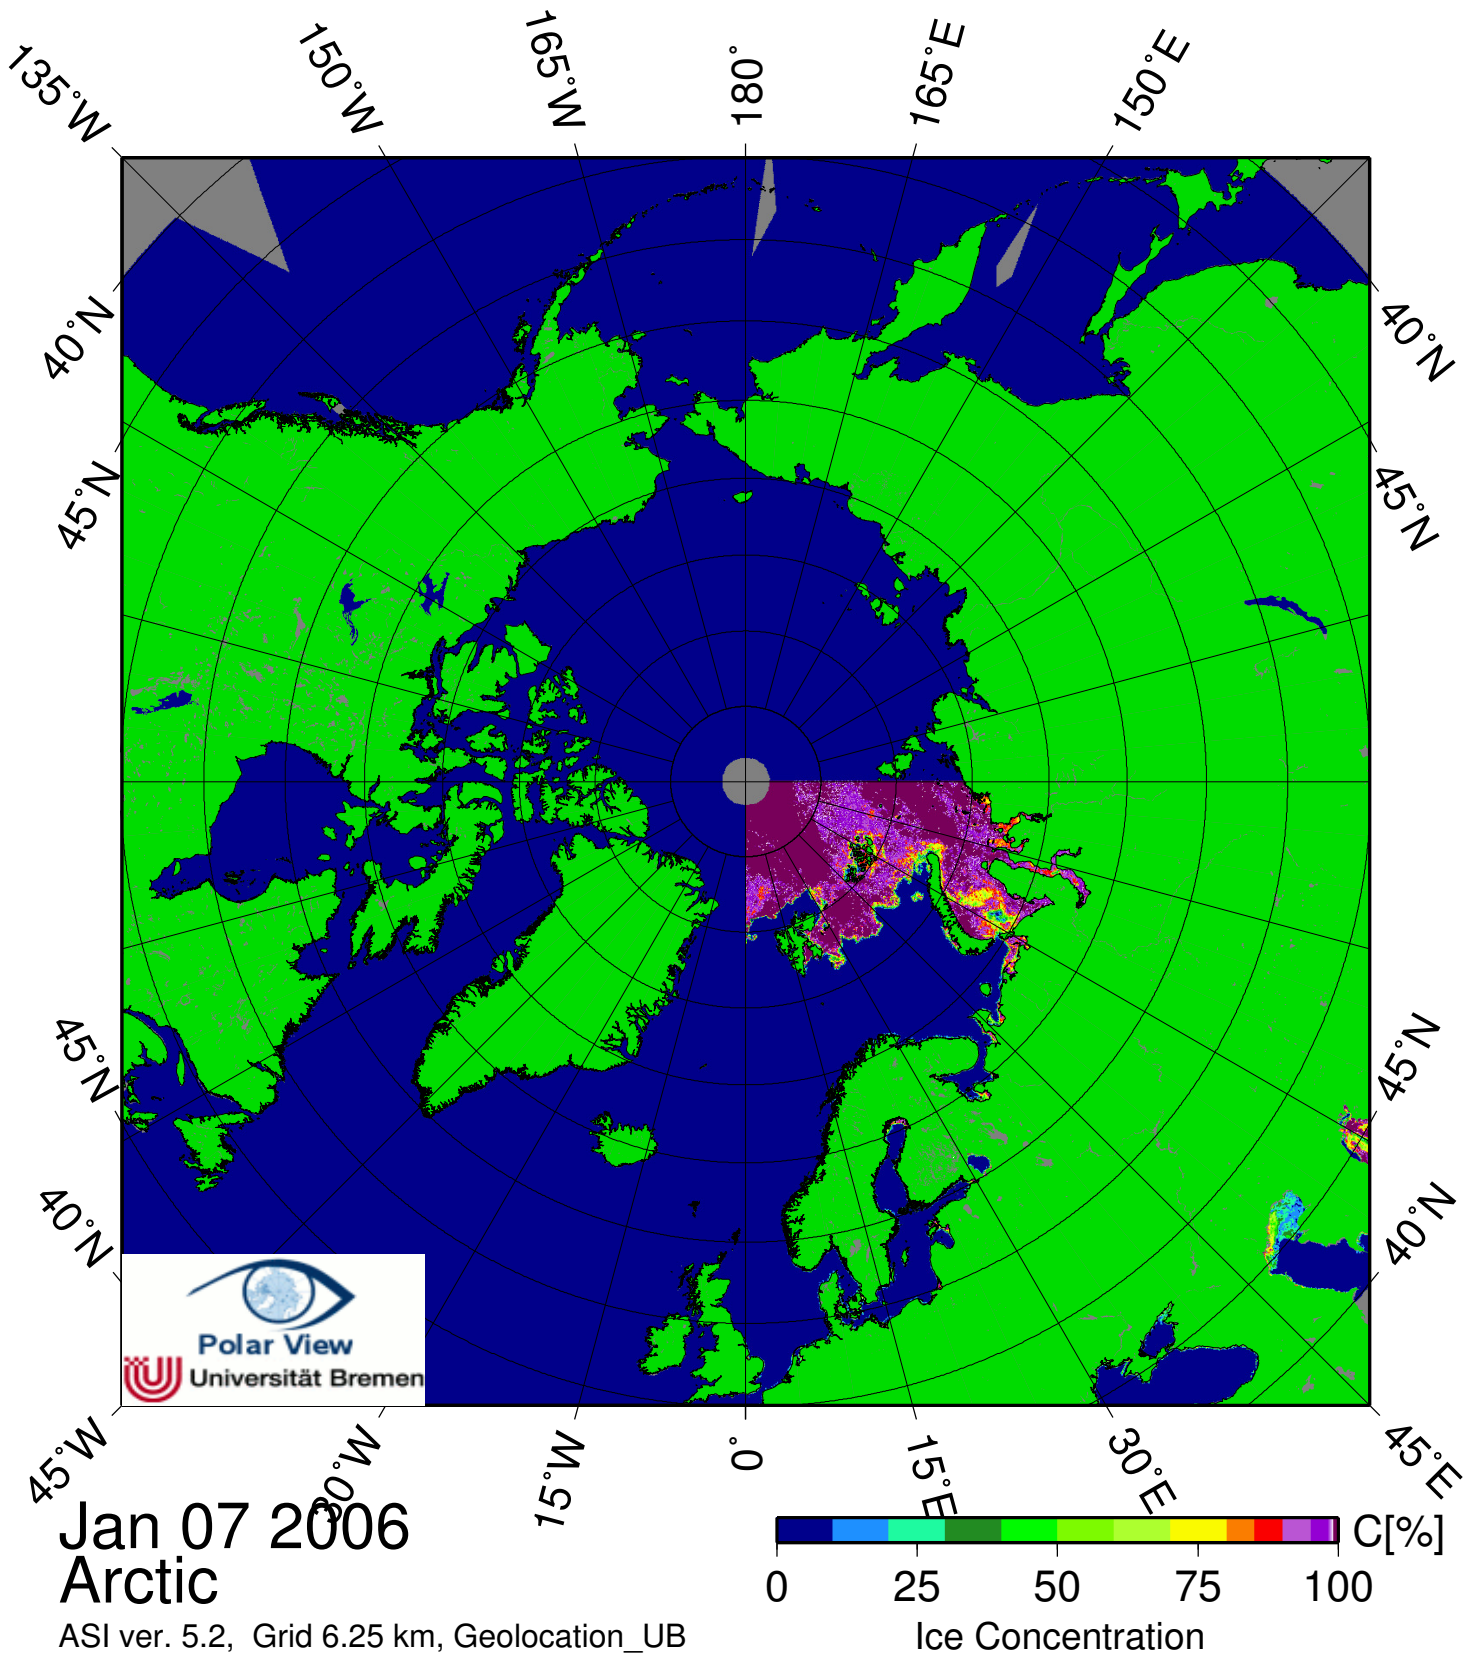 135°W
150°W
165°W
180°
165°E
150°E
40°N
45°N
40°N
45°N
45°N
40°N
45°N
40°N
Polar View
Universität Bremen
45°W
30°W
15°W
0°
15°E
30°E
45°E
Jan 07 2006
Arctic
ASI ver. 5.2, Grid 6.25 km, Geolocation_UB
C[%]
0 25 50 75 100
Ice Concentration